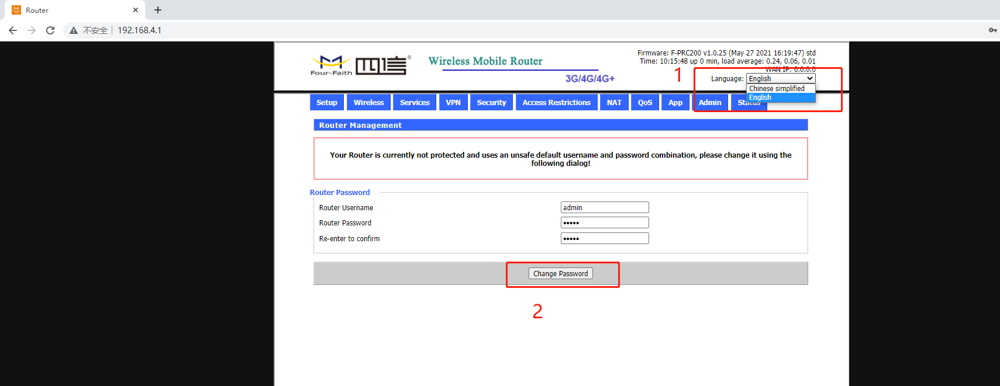 Router
不安全 192.168.4.1
Four-Faith 四信®
Wireless Mobile Router
3G/4G/4G+
Firmware: F-PRC200 v1.0.25 (May 27 2021 16:19:47) std
Time: 10:15:48 up 0 min, load average: 0.24, 0.06, 0.01
WAN IP: 0.0.0.0
1
Language: English
Chinese simplified
English
Setup Wireless Services VPN Security Access Restrictions NAT QoS App Admin Status
Router Management
Your Router is currently not protected and uses an unsafe default username and password combination, please change it using the
following dialog!
Router Password
Router Username admin
Router Password •••••
Re-enter to confirm •••••
Change Password
2